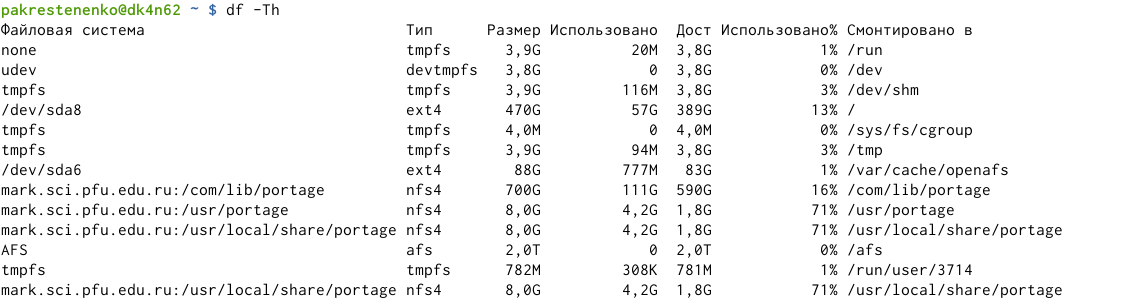 pakrestenenko@dk4n62 ~ $ df -Th
Файловая система Тип Размер Использовано Дост Использовано% Смонтировано в
none tmpfs 3,9G 20M 3,8G 1% /run
udev devtmpfs 3,8G 0 3,8G 0% /dev
tmpfs tmpfs 3,9G 116M 3,8G 3% /dev/shm
/dev/sda8 ext4 470G 57G 389G 13% /
tmpfs tmpfs 4,0M 0 4,0M 0% /sys/fs/cgroup
tmpfs tmpfs 3,9G 94M 3,8G 3% /tmp
/dev/sda6 ext4 88G 777M 83G 1% /var/cache/openafs
mark.sci.pfu.edu.ru:/com/lib/portage nfs4 700G 111G 590G 16% /com/lib/portage
mark.sci.pfu.edu.ru:/usr/portage nfs4 8,0G 4,2G 1,8G 71% /usr/portage
mark.sci.pfu.edu.ru:/usr/local/share/portage nfs4 8,0G 4,2G 1,8G 71% /usr/local/share/portage
AFS afs 2,0T 0 2,0T 0% /afs
tmpfs tmpfs 782M 308K 781M 1% /run/user/3714
mark.sci.pfu.edu.ru:/usr/local/share/portage nfs4 8,0G 4,2G 1,8G 71% /usr/local/share/portage